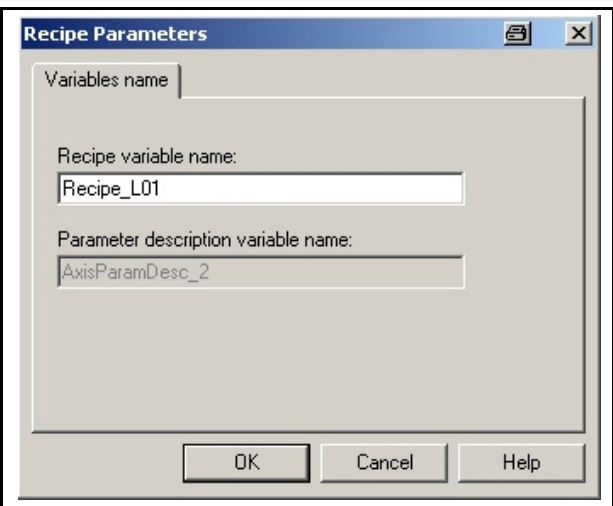 Recipe Parameters
Variables name
Recipe variable name:
Recipe_L01
Parameter description variable name:
AxisParamDesc_2
OK Cancel Help